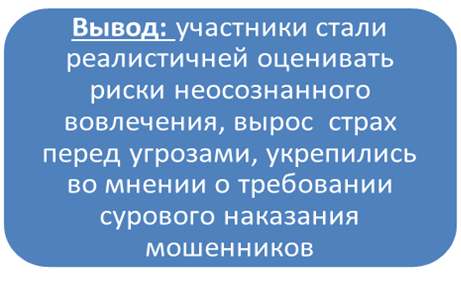 Вывод: участники стали
реалистичней оценивать
риски неосознанного
вовлечения, вырос  страх
перед угрозами, укрепились
во мнении о требовании
сурового наказания
мошенников